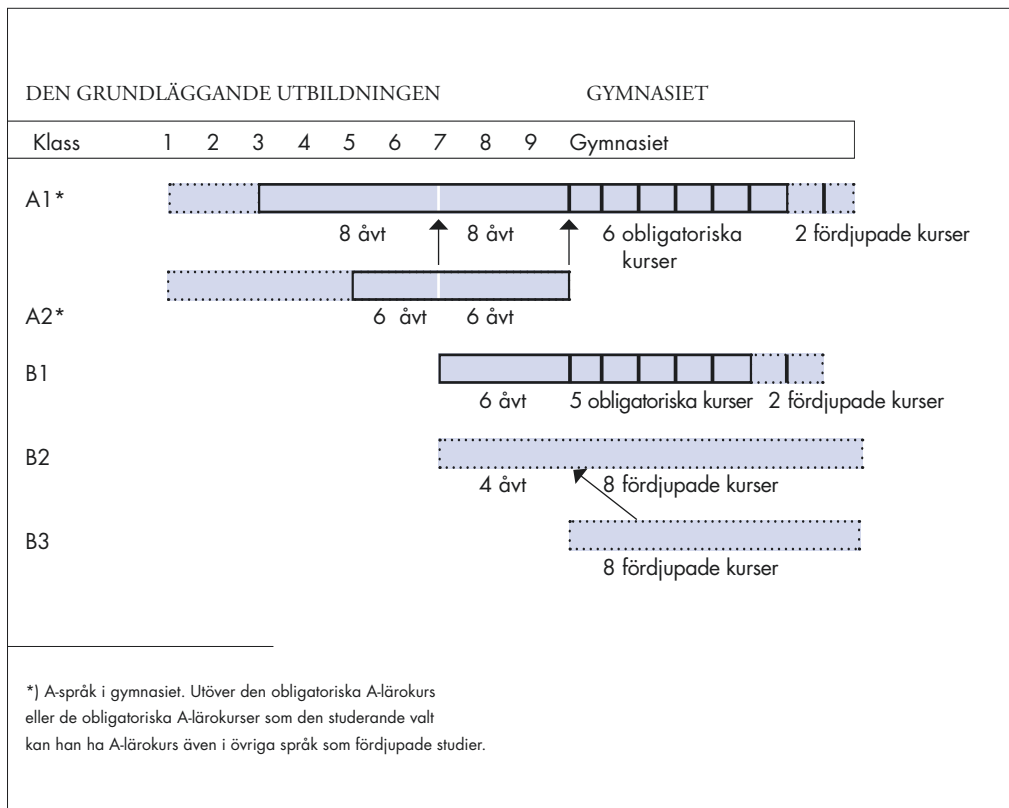 DEN GRUNDLÄGGANDE UTBILDNINGEN GYMNASIET
Klass 1 2 3 4 5 6 7 8 9 Gymnasiet
A1*
8 åvt 8 åvt 6 obligatoriska 2 fördjupade kurser
kurser
A2*
6 åvt 6 åvt
B1
6 åvt 5 obligatoriska kurser 2 fördjupade kurser
B2
4 åvt 8 fördjupade kurser
B3
8 fördjupade kurser
*) A-språk i gymnasiet. Utöver den obligatoriska A-lärokurs
eller de obligatoriska A-lärokurser som den studerande valt
kan han ha A-lärokurs även i övriga språk som fördjupade studier.